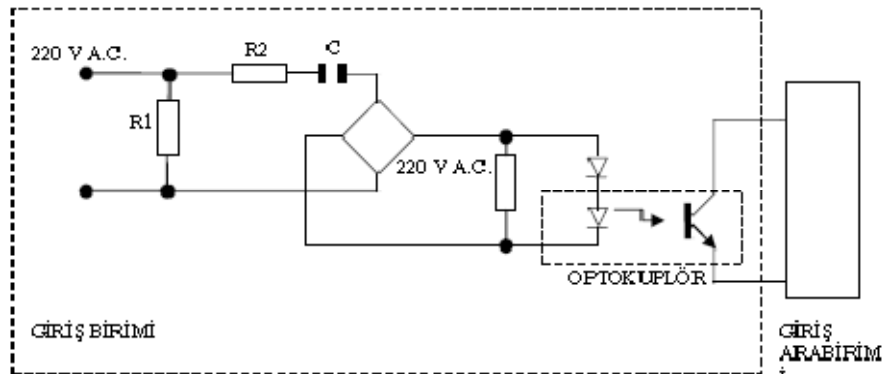 220 V A.C.
R2
C
R1
220 V A.C.
OPTOKUPLÖR
GİRİŞ BİRİMİ
GİRİŞ
ARABİRİM
İ